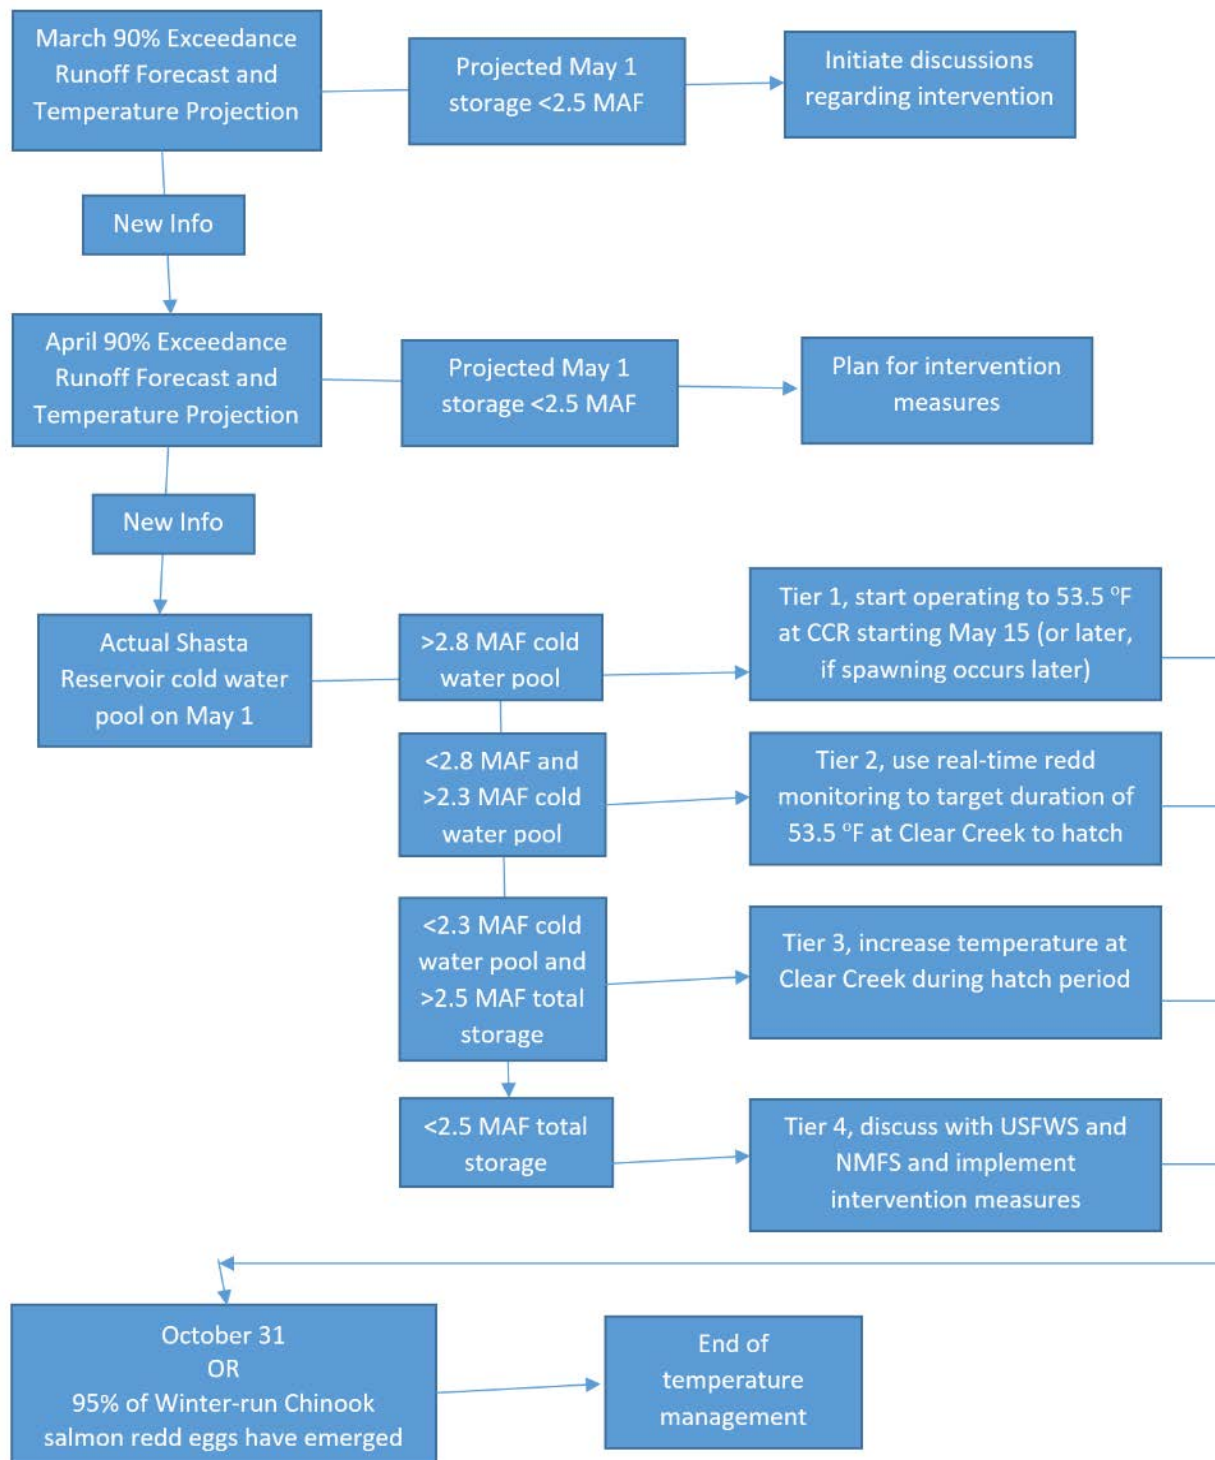 March 90% Exceedance
Runoff Forecast and
Temperature Projection
Projected May 1
storage <2.5 MAF
Initiate discussions
regarding intervention
New Info
April 90% Exceedance
Runoff Forecast and
Temperature Projection
Projected May 1
storage <2.5 MAF
Plan for intervention
measures
New Info
Actual Shasta
Reservoir cold water
pool on May 1
>2.8 MAF cold
water pool
Tier 1, start operating to 53.5 °F
at CCR starting May 15 (or later,
if spawning occurs later)
<2.8 MAF and
>2.3 MAF cold
water pool
Tier 2, use real-time redd
monitoring to target duration of
53.5 °F at Clear Creek to hatch
<2.3 MAF cold
water pool and
>2.5 MAF total
storage
Tier 3, increase temperature at
Clear Creek during hatch period
<2.5 MAF total
storage
Tier 4, discuss with USFWS and
NMFS and implement
intervention measures
October 31
OR
95% of Winter-run Chinook
salmon redd eggs have emerged
End of
temperature
management